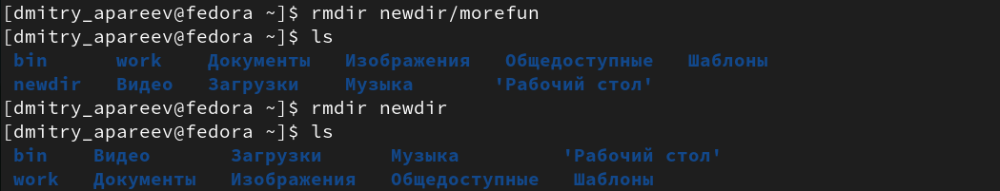 [dmitry_apareev@fedora ~]$ rmdir newdir/morefun
[dmitry_apareev@fedora ~]$ ls
bin work Документы Изображения Общедоступные Шаблоны
newdir Видео Загрузки Музыка 'Рабочий стол'
[dmitry_apareev@fedora ~]$ rmdir newdir
[dmitry_apareev@fedora ~]$ ls
bin Видео Загрузки Музыка 'Рабочий стол'
work Документы Изображения Общедоступные Шаблоны